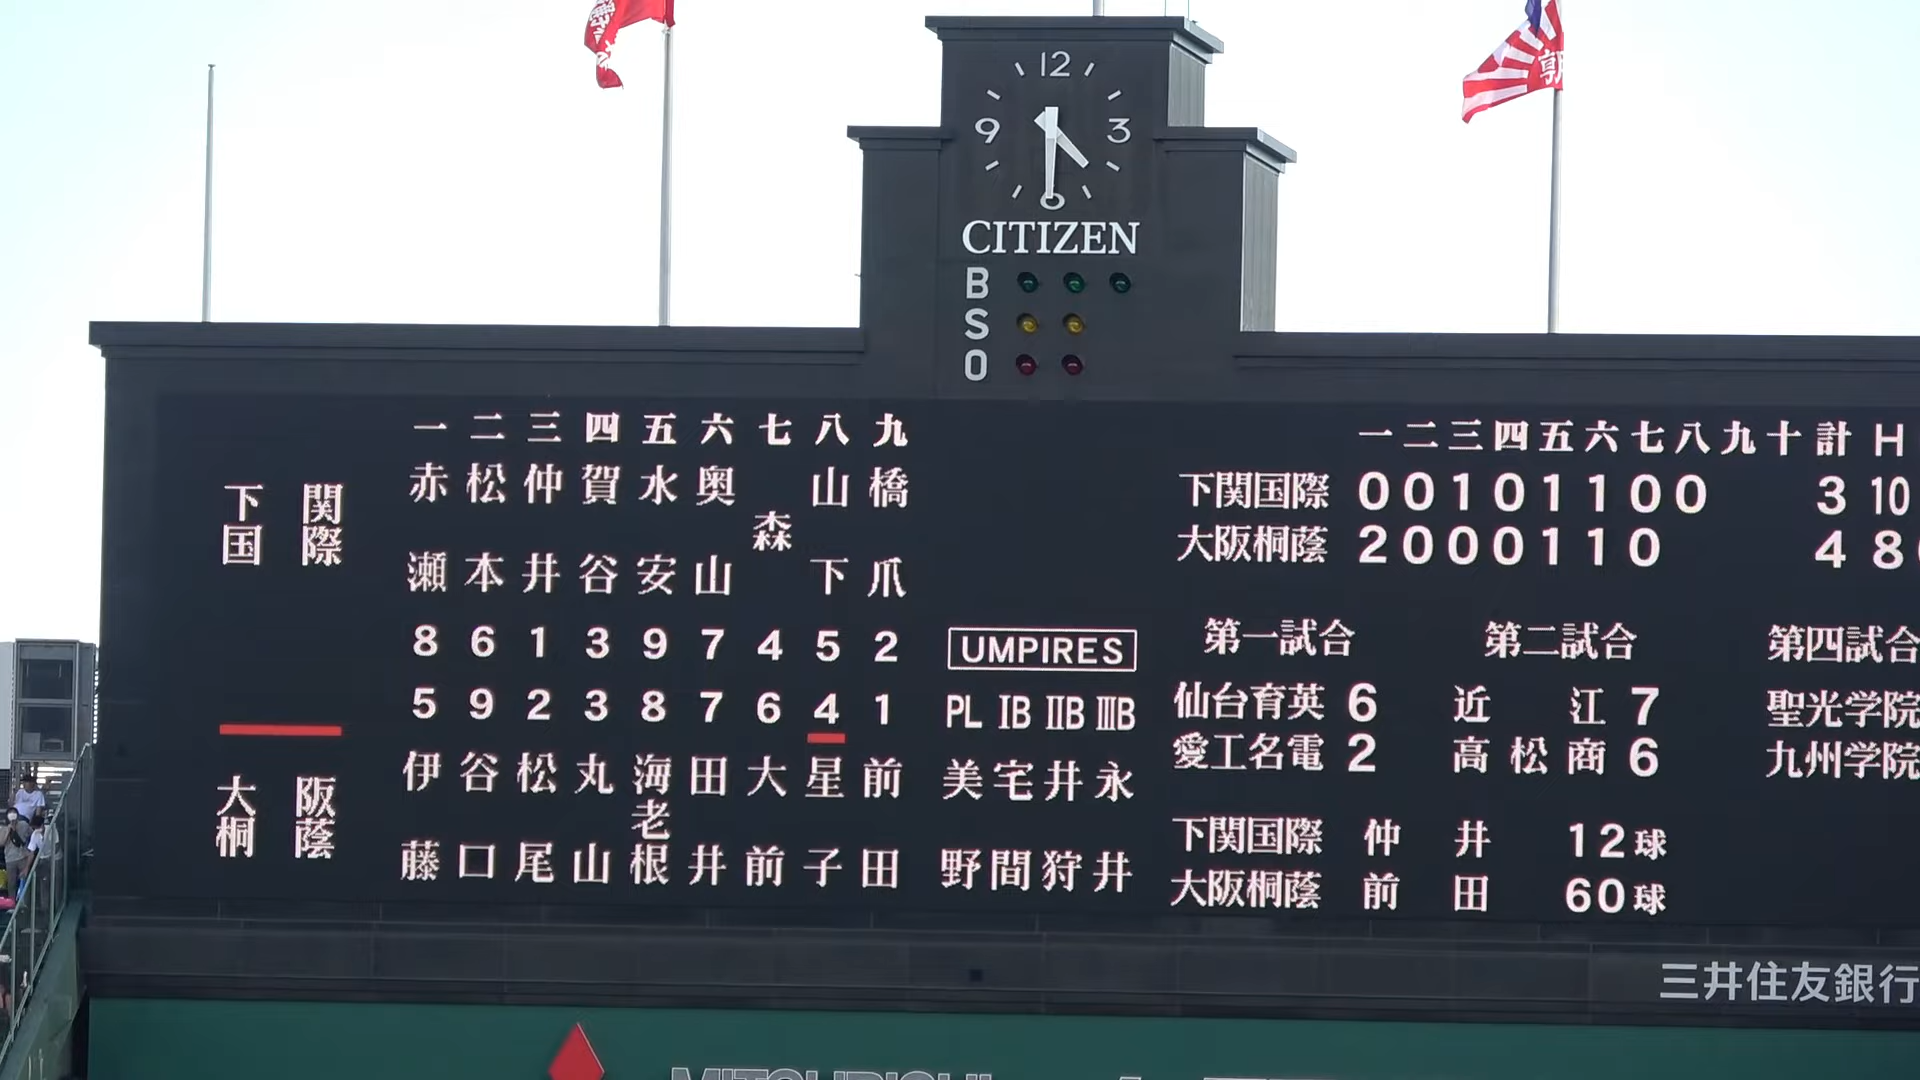 朝
12
9 3
6
CITIZEN
B
S
O
一 二 三 四 五 六 七 八 九
下関国際
赤瀬 松本 仲井 賀谷 水安 奥山 森 山下 橋爪
8 6 1 3 9 7 4 5 2
5 9 2 3 8 7 6 4 1
大阪桐蔭
伊藤 谷口 松尾 丸山 海老根 田井 大前 星子 前田
UMPIRES
PL IB IIB IIIB
美野 宅間 井狩 永井
一 二 三 四 五 六 七 八 九 十 計 H
下関国際 0 0 1 0 1 1 0 0 3 10
大阪桐蔭 2 0 0 0 1 1 0 4 8
第一試合 第二試合 第四試合
仙台育英 6 近江 7 聖光学院
愛工名電 2 高松商 6 九州学院
下関国際 仲井 12球
大阪桐蔭 前田 60球
三井住友銀行
MITSUBISHI